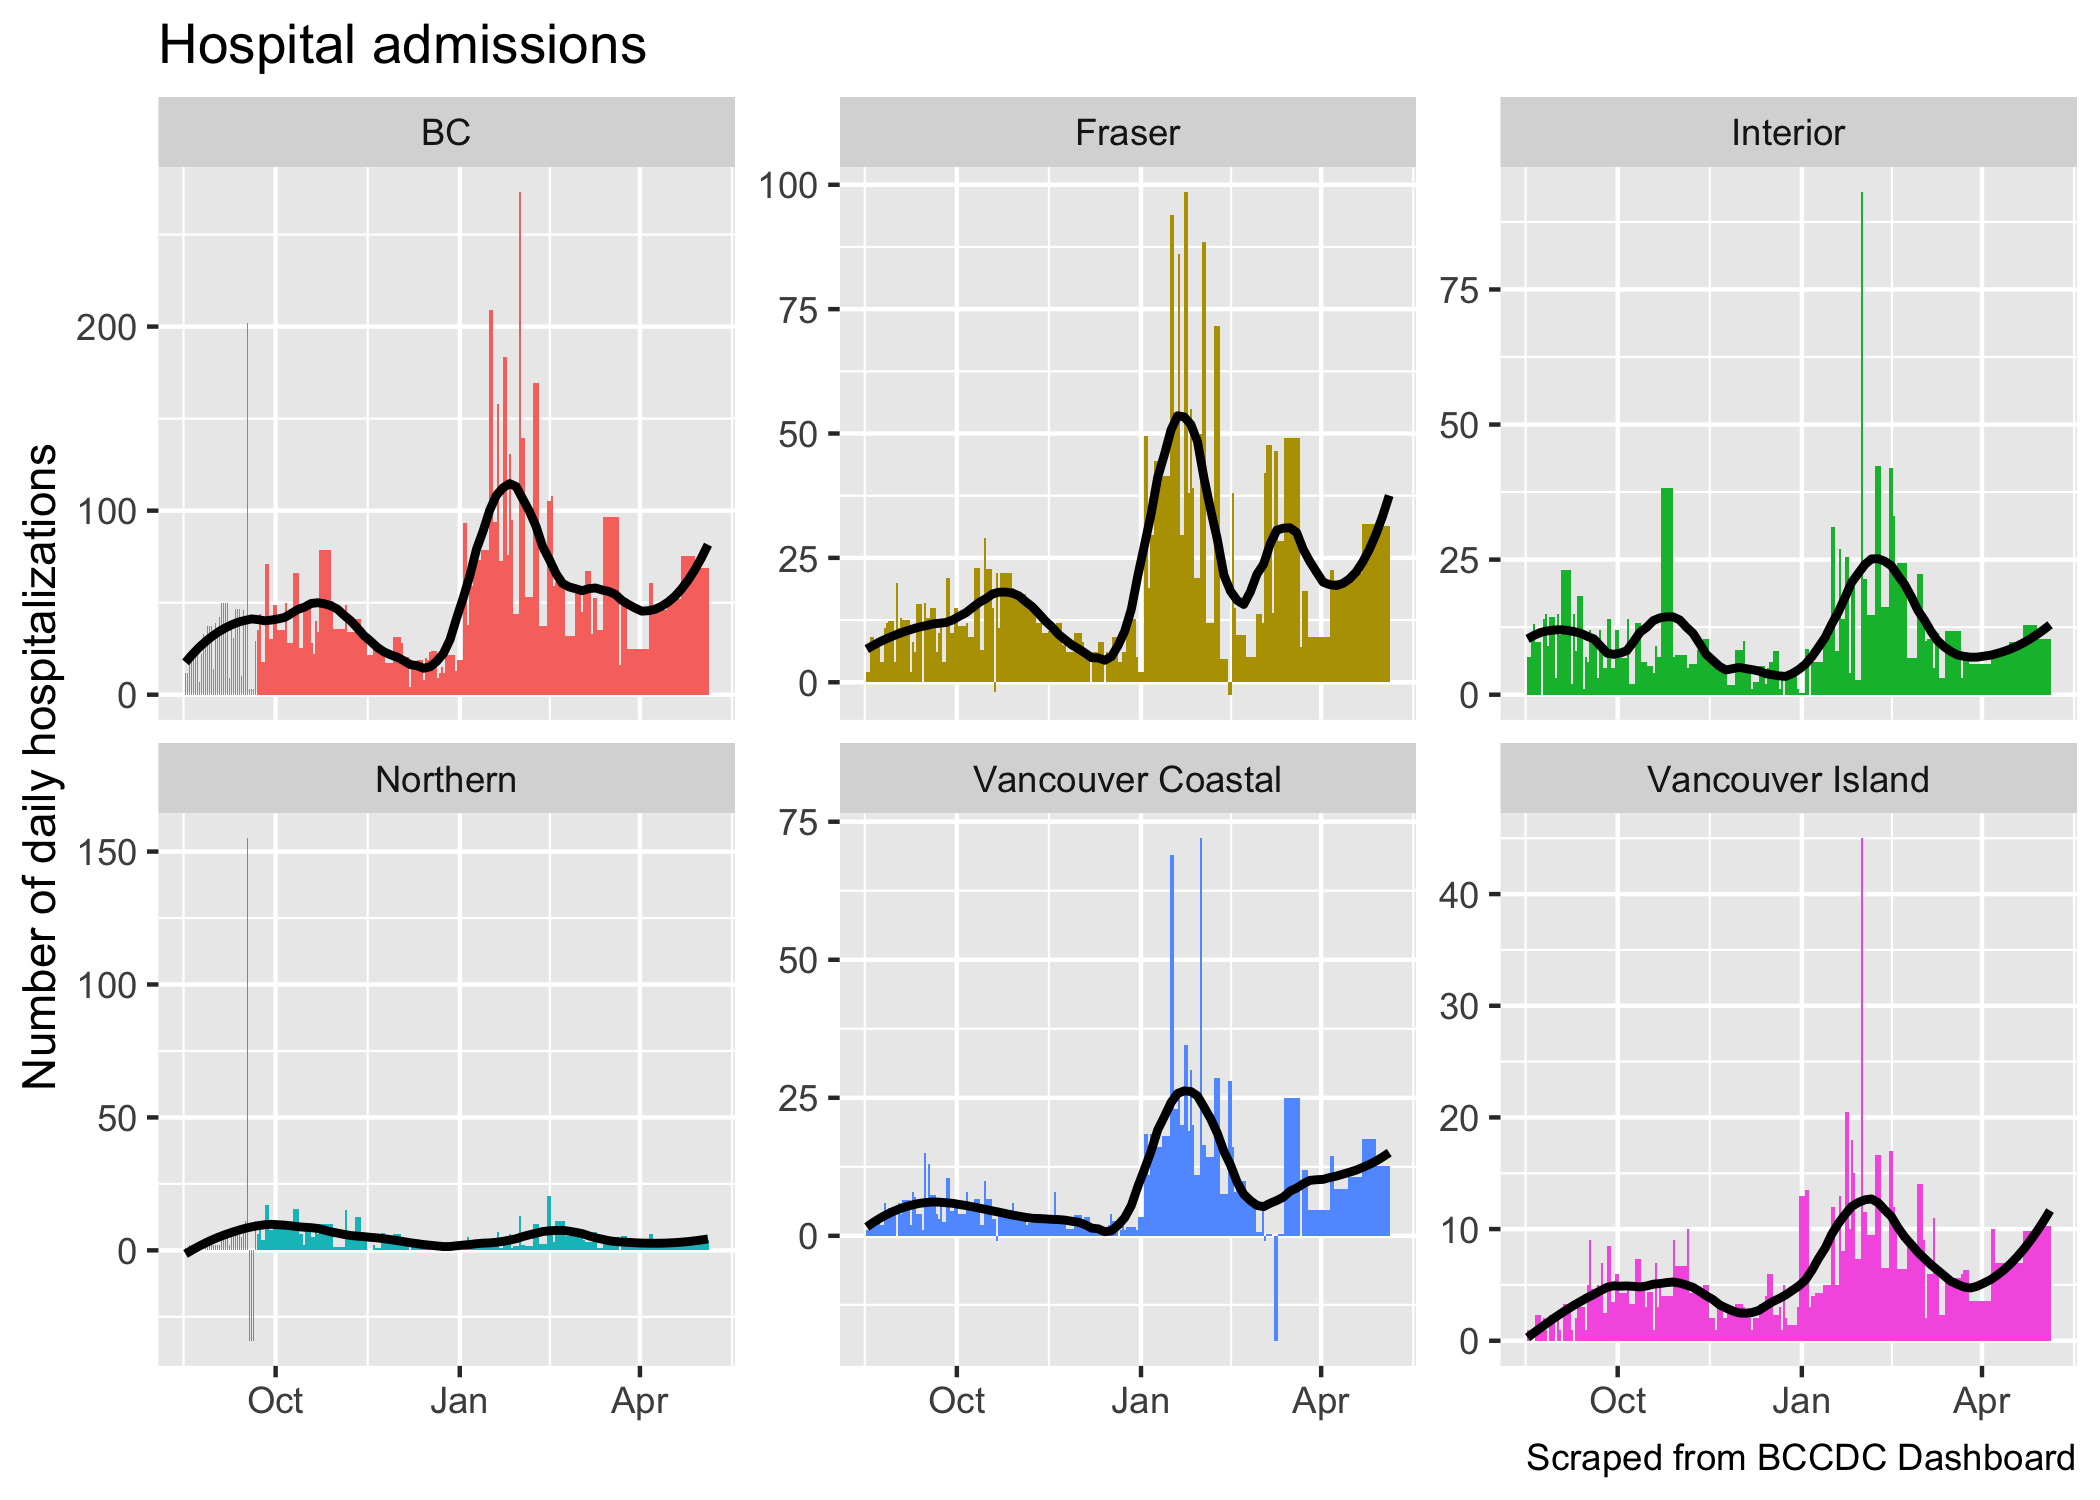 Hospital admissions
Number of daily hospitalizations
BC
200
100
0
Fraser
100
75
50
25
0
Interior
75
50
25
0
Northern
150
100
50
0
Oct Jan Apr
Vancouver Coastal
75
50
25
0
Oct Jan Apr
Vancouver Island
40
30
20
10
0
Oct Jan Apr
Scraped from BCCDC Dashboard